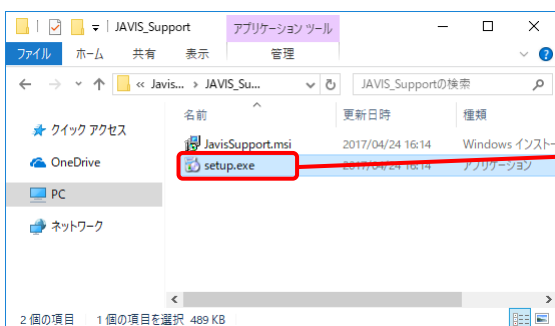 JAVIS_Support
アプリケーション ツール
ファイル ホーム 共有 表示 管理
« Javis... › JAVIS_Su... JAVIS_Supportの検索
名前 更新日時 種類
クイック アクセス
JavisSupport.msi 2017/04/24 16:14 Windows インストー
OneDrive
setup.exe 2017/04/24 16:14 アプリケーション
PC
ネットワーク
2 個の項目 1 個の項目を選択 489 KB